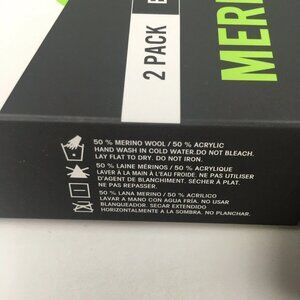 2 PACK
MERI
50 % MERINO WOOL / 50 % ACRYLIC
HAND WASH IN COLD WATER.DO NOT BLEACH.
LAY FLAT TO DRY. DO NOT IRON.
50 % LAINE MÉRINOS / 50 % ACRYLIQUE
LAVER À LA MAIN À L'EAU FROIDE. NE PAS UTILISER
D'AGENT DE BLANCHIMENT. SÉCHER À PLAT.
NE PAS REPASSER.
50 % LANA MERINO / 50 % ACRÍLICO
LAVAR A MANO CON AGUA FRÍA. NO USAR
BLANQUEADOR. SECAR EXTENDIDO
HORIZONTALMENTE A LA SOMBRA. NO PLANCHAR.